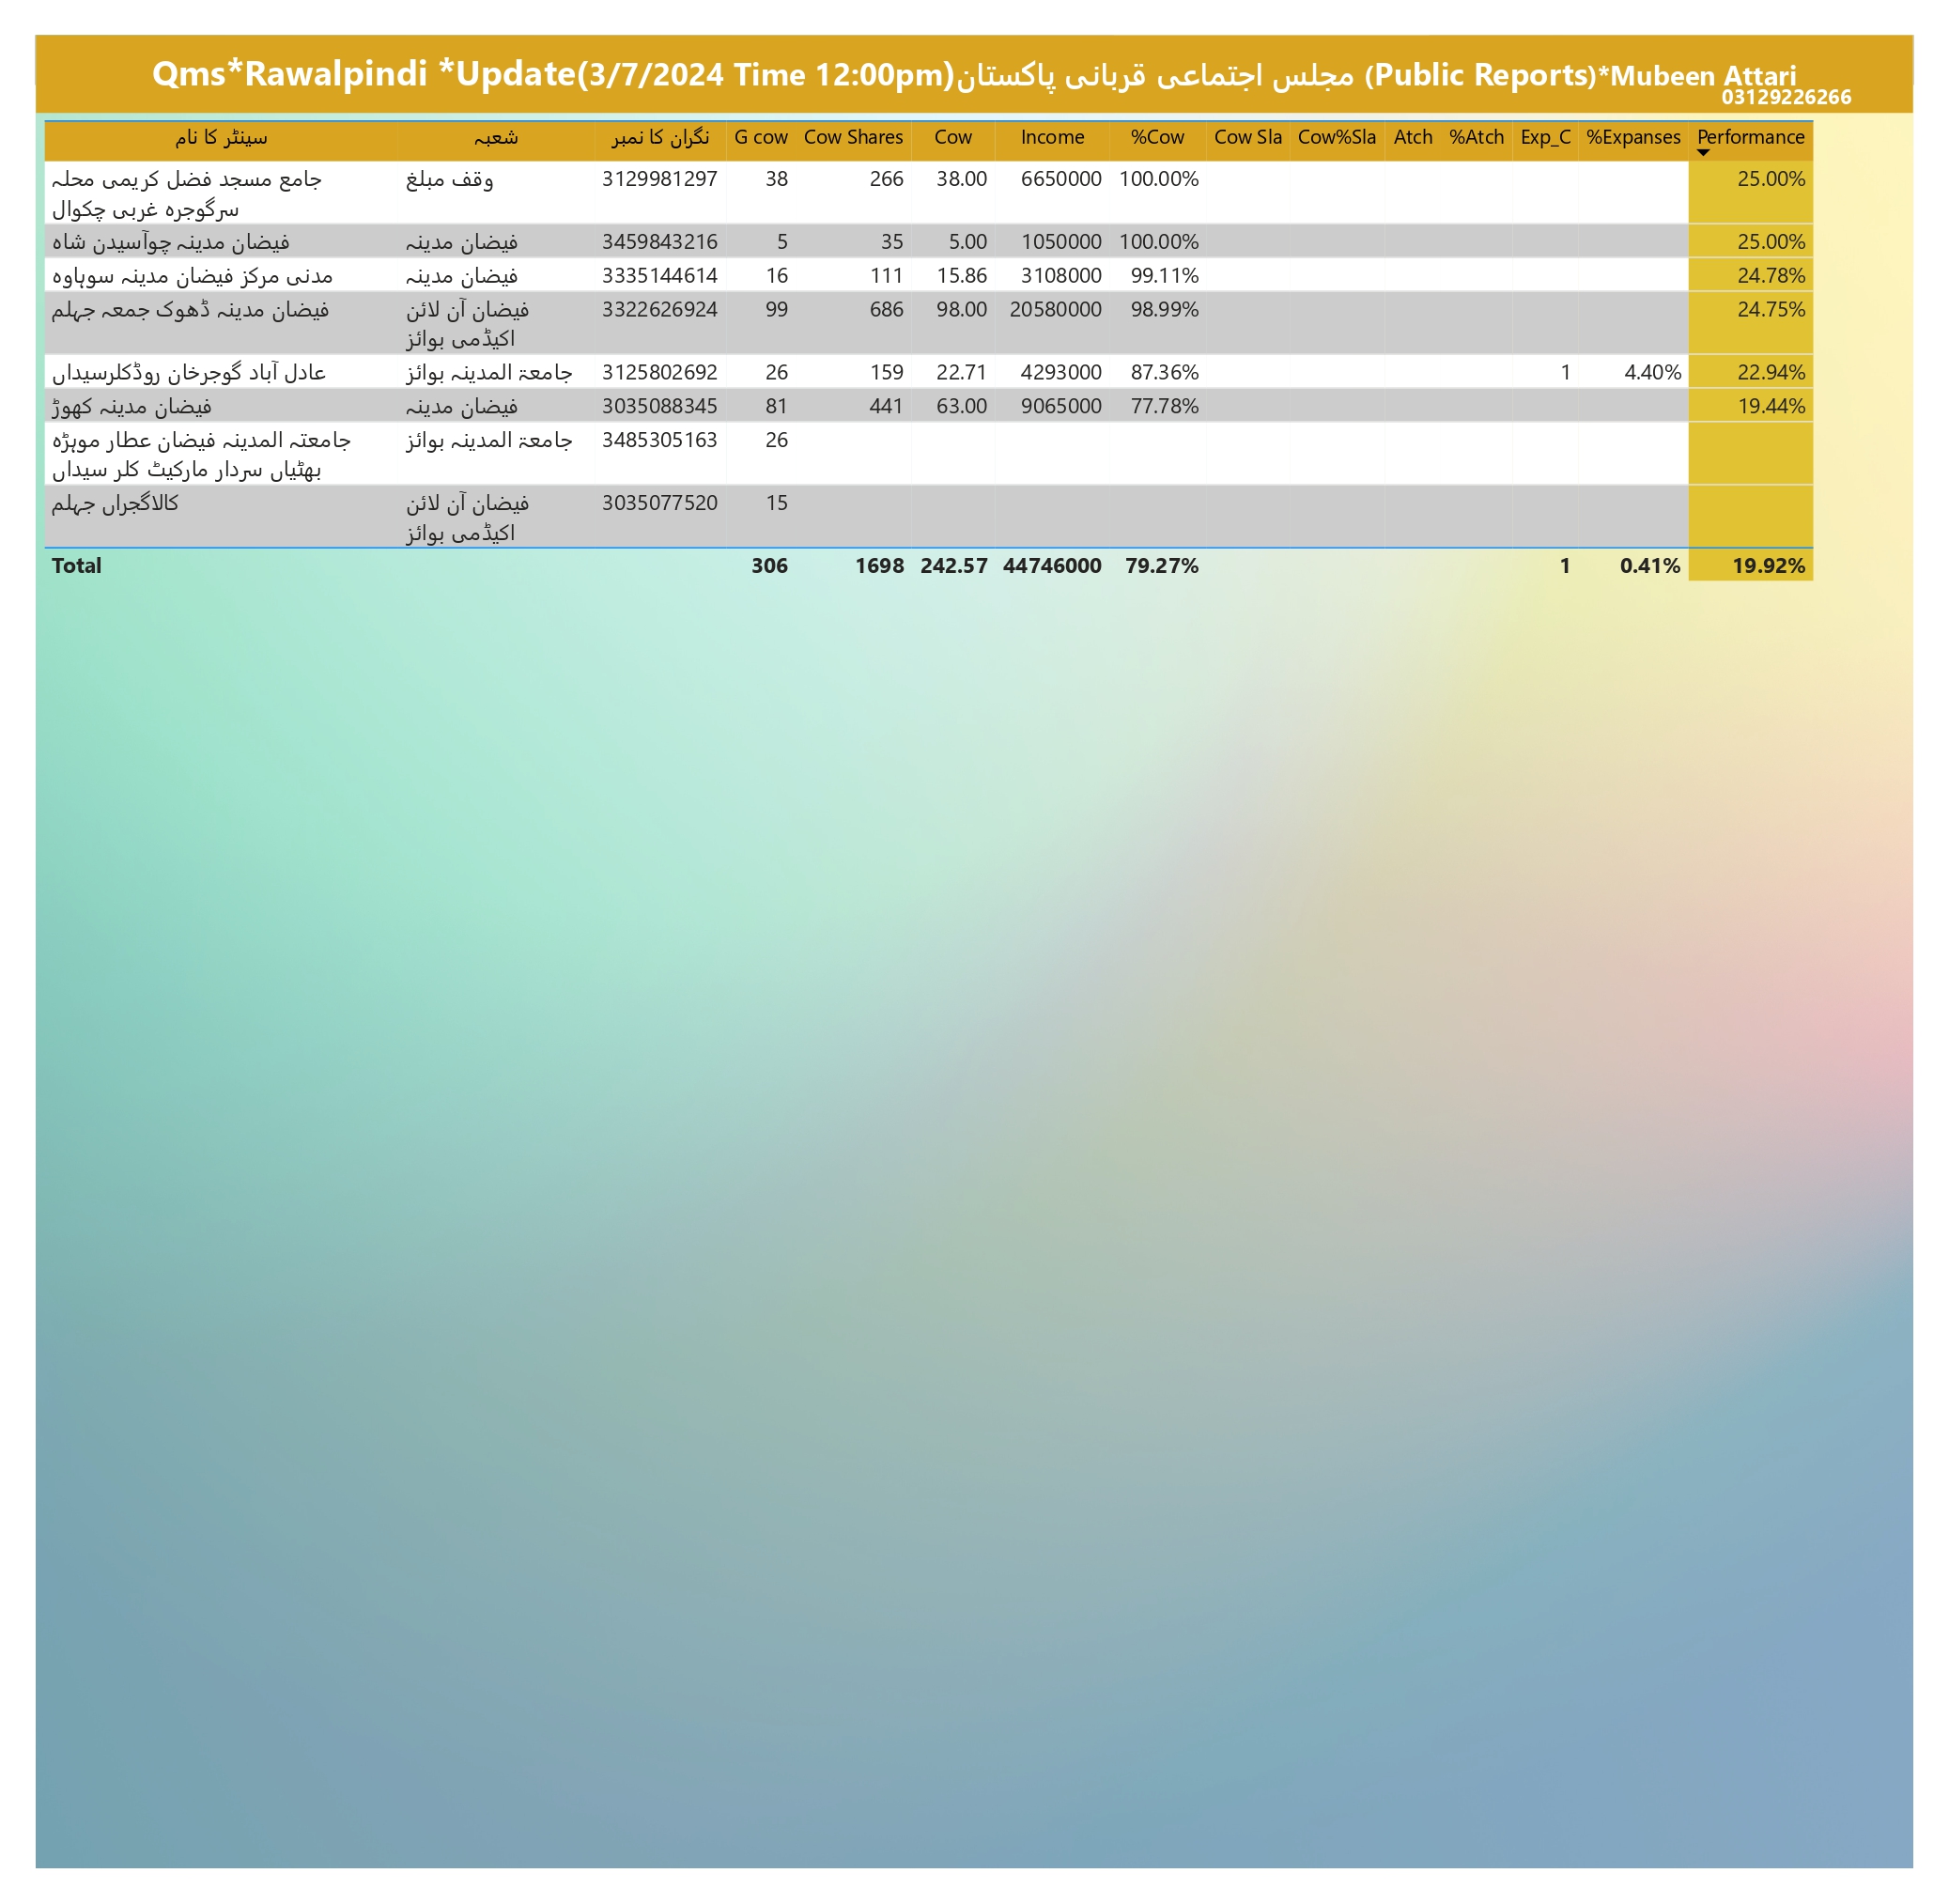 Qms*Rawalpindi *Update(3/7/2024 Time 12:00pm)مجلس اجتماعی قربانی پاکستان (Public Reports)*Mubeen Attari
03129226266
سینٹر کا نام شعبہ نگران کا نمبر G cow Cow Shares Cow Income %Cow Cow Sla Cow%Sla Atch %Atch Exp_C %Expanses Performance
جامع مسجد فضل کریمی محلہ وقف مبلغ 3129981297 38 266 38.00 6650000 100.00% 25.00%
سرگوجرہ غربی چکوال
فیضان مدینہ چوآسیدن شاہ فیضان مدینہ 3459843216 5 35 5.00 1050000 100.00% 25.00%
مدنی مرکز فیضان مدینہ سوہاوہ فیضان مدینہ 3335144614 16 111 15.86 3108000 99.11% 24.78%
فیضان مدینہ ڈھوک جمعہ جہلم فیضان آن لائن 3322626924 99 686 98.00 20580000 98.99% 24.75%
اکیڈمی بوائز
عادل آباد گوجرخان روڈکلرسیداں جامعۃ المدینہ بوائز 3125802692 26 159 22.71 4293000 87.36% 1 4.40% 22.94%
فیضان مدینہ کھوڑ فیضان مدینہ 3035088345 81 441 63.00 9065000 77.78% 19.44%
جامعتہ المدینہ فیضان عطار موہڑہ جامعۃ المدینہ بوائز 3485305163 26
بھٹیاں سردار مارکیٹ کلر سیداں
کالاگجراں جہلم فیضان آن لائن 3035077520 15
اکیڈمی بوائز
Total 306 1698 242.57 44746000 79.27% 1 0.41% 19.92%